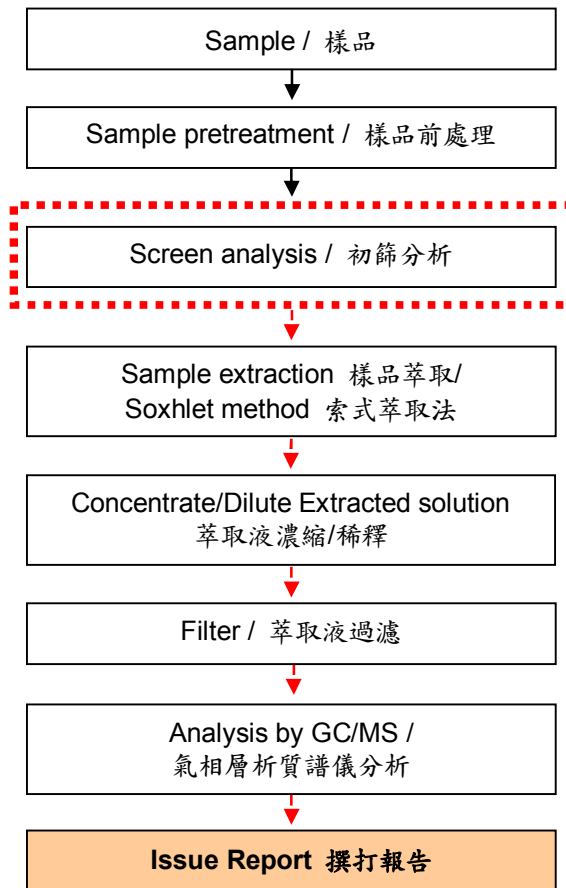 Sample / 樣品
Sample pretreatment / 樣品前處理
Screen analysis / 初篩分析
Sample extraction 樣品萃取/
Soxhlet method 索式萃取法
Concentrate/Dilute Extracted solution
萃取液濃縮/稀釋
Filter / 萃取液過濾
Analysis by GC/MS /
氣相層析質譜儀分析
Issue Report 撰打報告